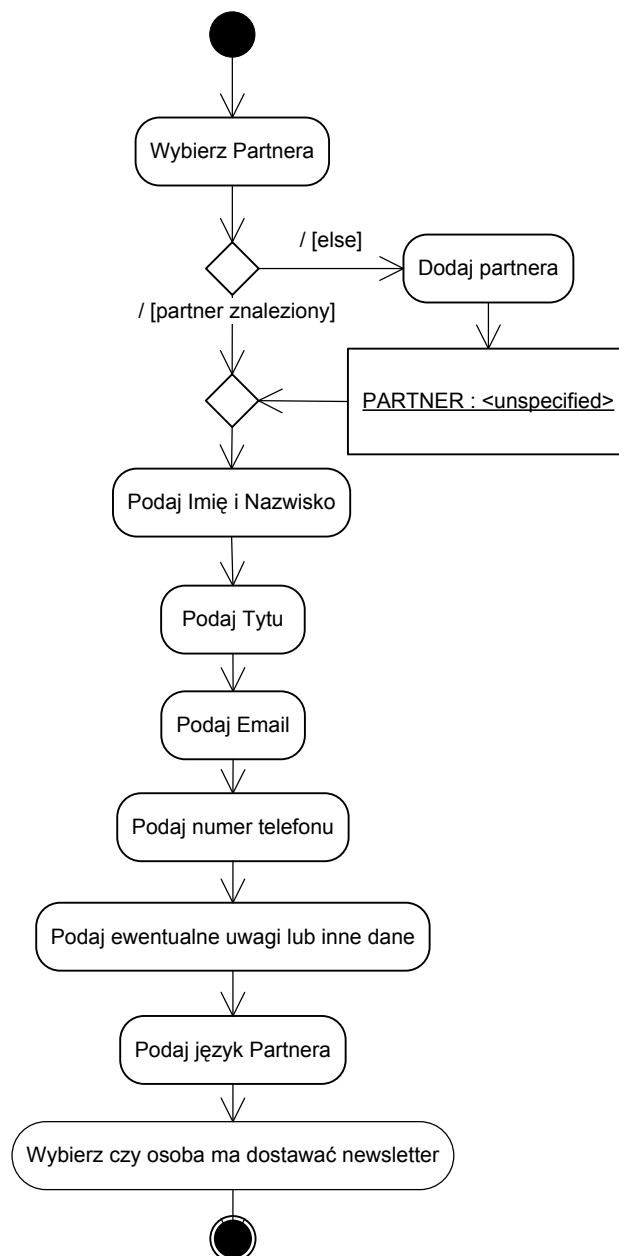 Wybierz Partnera
/ [else]
Dodaj partnera
/ [partner znaleziony]
PARTNER : <unspecified>
Podaj Imię i Nazwisko
Podaj Tytu
Podaj Email
Podaj numer telefonu
Podaj ewentualne uwagi lub inne dane
Podaj język Partnera
Wybierz czy osoba ma dostawać newsletter